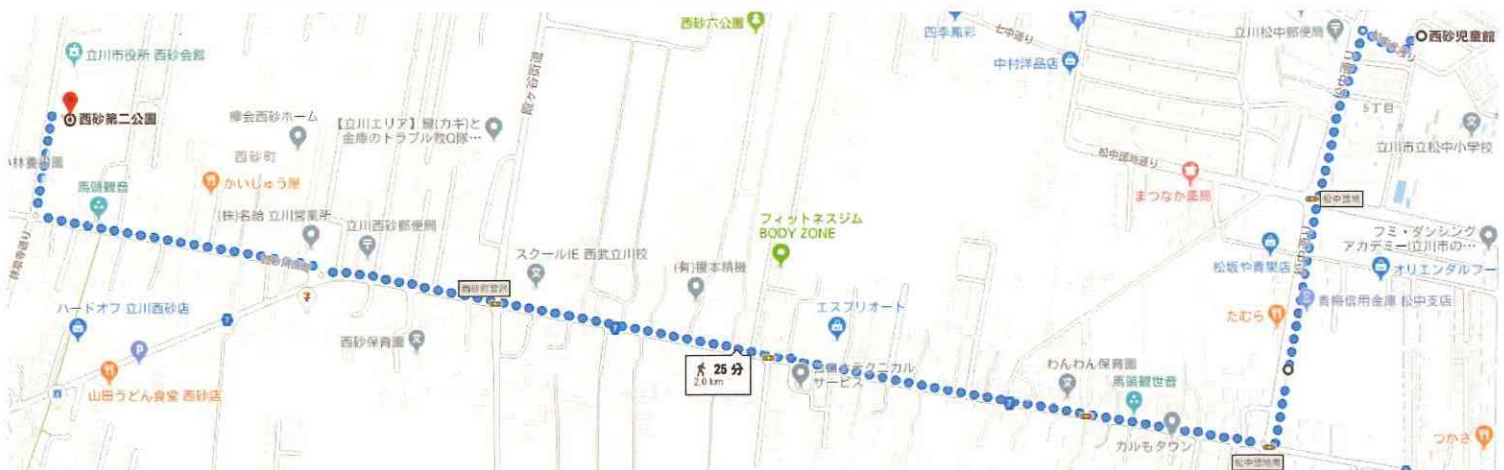 西砂六公園
四季鳳彩
七中通り
中村洋品店
立川松中郵便局
西砂児童館
立川市役所 西砂会館
西砂第二公園
欅会西砂ホーム
【立川エリア】鍵(カギ)と
金庫のトラブル救Q隊…
5丁目
立川市立松中小学校
西砂町
かいじゅう屋
馬頭観音
松中団地通り
まつなか薬局
松中団地
(株)名給 立川営業所
立川西砂郵便局
フィットネスジム
BODY ZONE
フミ・ダンシング
アカデミー|立川市の…
スクールIE 西武立川校
(有)榎本精機
松坂や青果店
オリエンタルフー
ハードオフ 立川西砂店
エスプリオート
青梅信用金庫 松中支店
たむら
西砂保育園
25 分
2.0 km
テクニカル
サービス
わんわん保育園
馬頭観世音
山田うどん食堂 西砂店
カルもタウン
つかさ
松中団地南